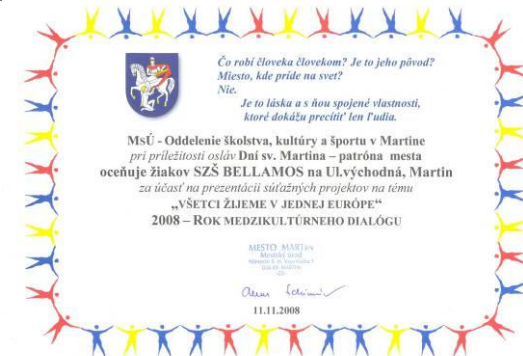 Čo robí človeka človekom? Je to jeho pôvod?
Miesto, kde príde na svet?
Nie.
Je to láska a s ňou spojené vlastnosti,
ktoré dokážu precítiť len ľudia.
MsÚ - Oddelenie školstva, kultúry a športu v Martine
pri príležitosti osláv Dní sv. Martina – patróna mesta
oceňuje žiakov SZŠ BELLAMOS na Ul.východná, Martin
za účasť na prezentácii súťažných projektov na tému
„VŠETCI ŽIJEME V JEDNEJ EURÓPE“
2008 – ROK MEDZIKULTÚRNEHO DIALÓGU
MESTO MARTIN
Mestský úrad
11.11.2008